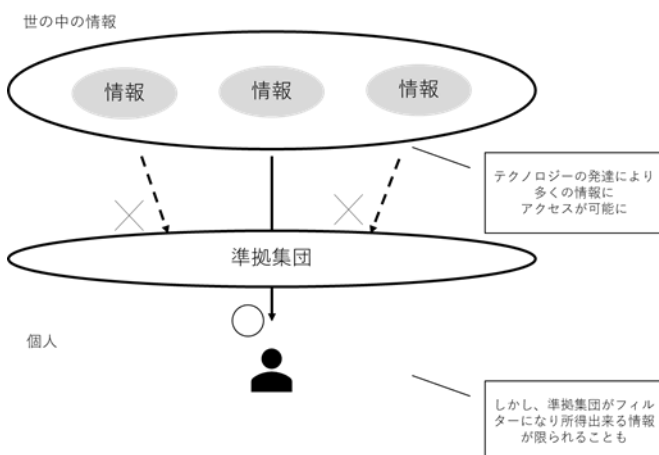 世の中の情報
情報
情報
情報
テクノロジーの発達により
多くの情報に
アクセスが可能に
準拠集団
個人
しかし、準拠集団がフィル
ターになり所得出来る情報
が限られることも